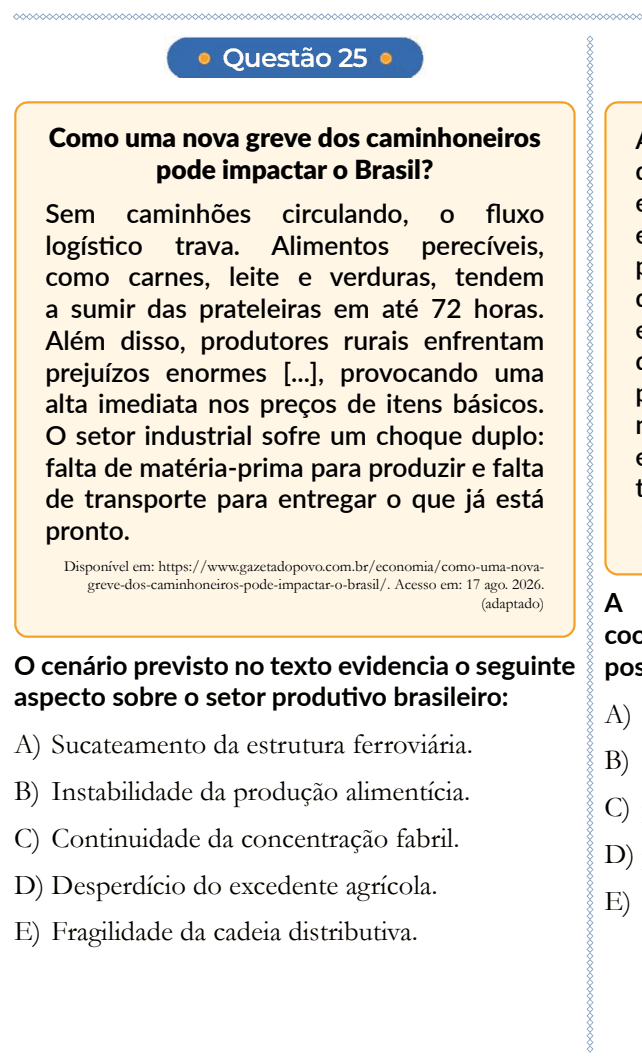 Questão 25
Como uma nova greve dos caminhoneiros
pode impactar o Brasil?
Sem caminhões circulando, o fluxo
logístico trava. Alimentos perecíveis,
como carnes, leite e verduras, tendem
a sumir das prateleiras em até 72 horas.
Além disso, produtores rurais enfrentam
prejuízos enormes [...], provocando uma
alta imediata nos preços de itens básicos.
O setor industrial sofre um choque duplo:
falta de matéria-prima para produzir e falta
de transporte para entregar o que já está
pronto.
Disponível em: https://www.gazetadopovo.com.br/economia/como-uma-nova-
greve-dos-caminhoneiros-pode-impactar-o-brasil/. Acesso em: 17 ago. 2026.
(adaptado)
O cenário previsto no texto evidencia o seguinte
aspecto sobre o setor produtivo brasileiro:
A) Sucateamento da estrutura ferroviária.
B) Instabilidade da produção alimentícia.
C) Continuidade da concentração fabril.
D) Desperdício do excedente agrícola.
E) Fragilidade da cadeia distributiva.
A
A)
B)
C)
D)
E)